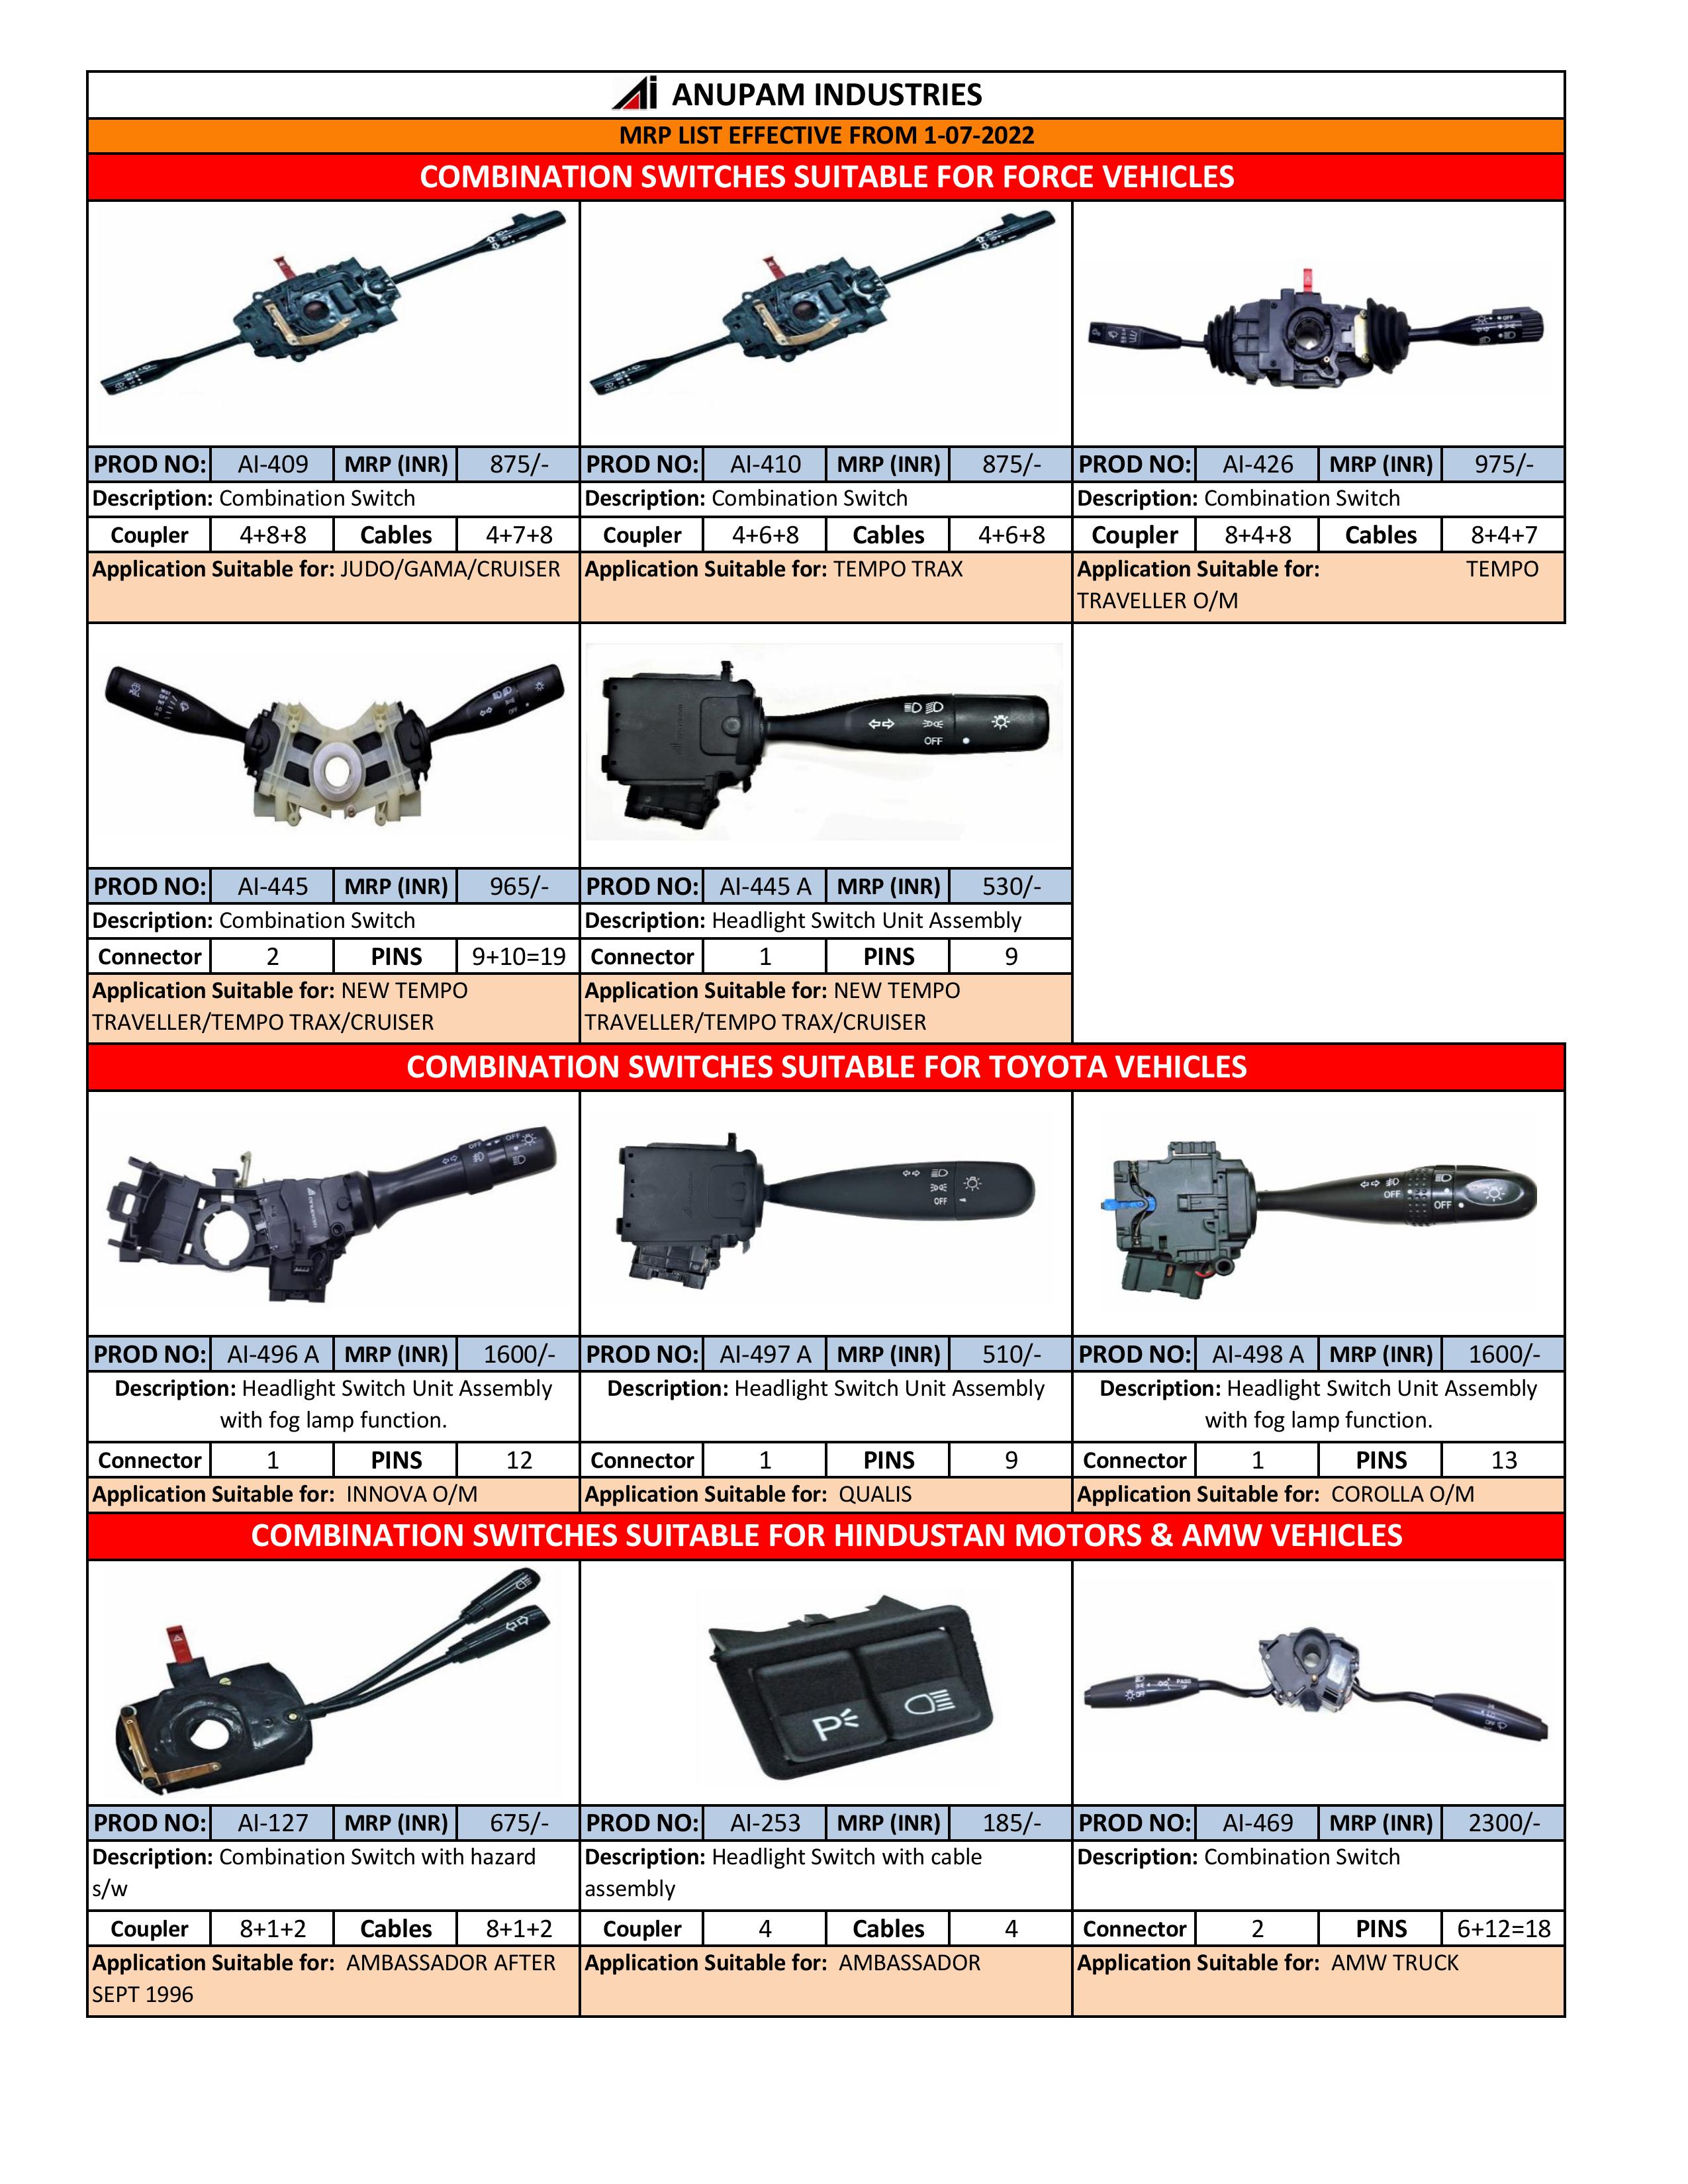 Ai ANUPAM INDUSTRIES
MRP LIST EFFECTIVE FROM 1-07-2022
COMBINATION SWITCHES SUITABLE FOR FORCE VEHICLES
PROD NO: AI-409 MRP (INR) 875/- PROD NO: AI-410 MRP (INR) 875/- PROD NO: AI-426 MRP (INR) 975/-
Description: Combination Switch Description: Combination Switch Description: Combination Switch
Coupler 4+8+8 Cables 4+7+8 Coupler 4+6+8 Cables 4+6+8 Coupler 8+4+8 Cables 8+4+7
Application Suitable for: JUDO/GAMA/CRUISER Application Suitable for: TEMPO TRAX Application Suitable for: TEMPO
TRAVELLER O/M
OFF
OFF
PROD NO: AI-445 MRP (INR) 965/- PROD NO: AI-445 A MRP (INR) 530/-
Description: Combination Switch Description: Headlight Switch Unit Assembly
Connector 2 PINS 9+10=19 Connector 1 PINS 9
Application Suitable for: NEW TEMPO Application Suitable for: NEW TEMPO
TRAVELLER/TEMPO TRAX/CRUISER TRAVELLER/TEMPO TRAX/CRUISER
COMBINATION SWITCHES SUITABLE FOR TOYOTA VEHICLES
OFF OFF
OFF
OFF OFF
PROD NO: AI-496 A MRP (INR) 1600/- PROD NO: AI-497 A MRP (INR) 510/- PROD NO: AI-498 A MRP (INR) 1600/-
Description: Headlight Switch Unit Assembly Description: Headlight Switch Unit Assembly Description: Headlight Switch Unit Assembly
with fog lamp function. with fog lamp function.
Connector 1 PINS 12 Connector 1 PINS 9 Connector 1 PINS 13
Application Suitable for: INNOVA O/M Application Suitable for: QUALIS Application Suitable for: COROLLA O/M
COMBINATION SWITCHES SUITABLE FOR HINDUSTAN MOTORS & AMW VEHICLES
P
PROD NO: AI-127 MRP (INR) 675/- PROD NO: AI-253 MRP (INR) 185/- PROD NO: AI-469 MRP (INR) 2300/-
Description: Combination Switch with hazard Description: Headlight Switch with cable Description: Combination Switch
s/w assembly
Coupler 8+1+2 Cables 8+1+2 Coupler 4 Cables 4 Connector 2 PINS 6+12=18
Application Suitable for: AMBASSADOR AFTER Application Suitable for: AMBASSADOR Application Suitable for: AMW TRUCK
SEPT 1996